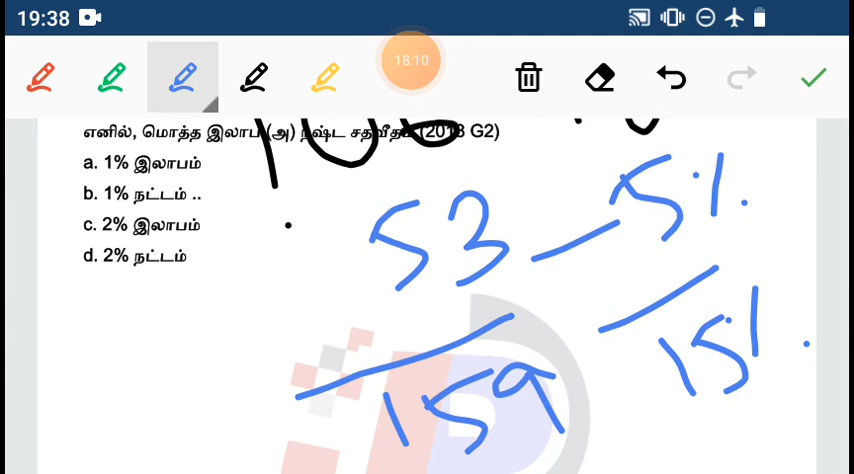 19:38
18:10
எனில், மொத்த இலாப (அ) நஷ்ட சதவீதம் (2018 G2)
a. 1% இலாபம்
b. 1% நட்டம் ..
c. 2% இலாபம்
d. 2% நட்டம்
53 — 5%
159 15%